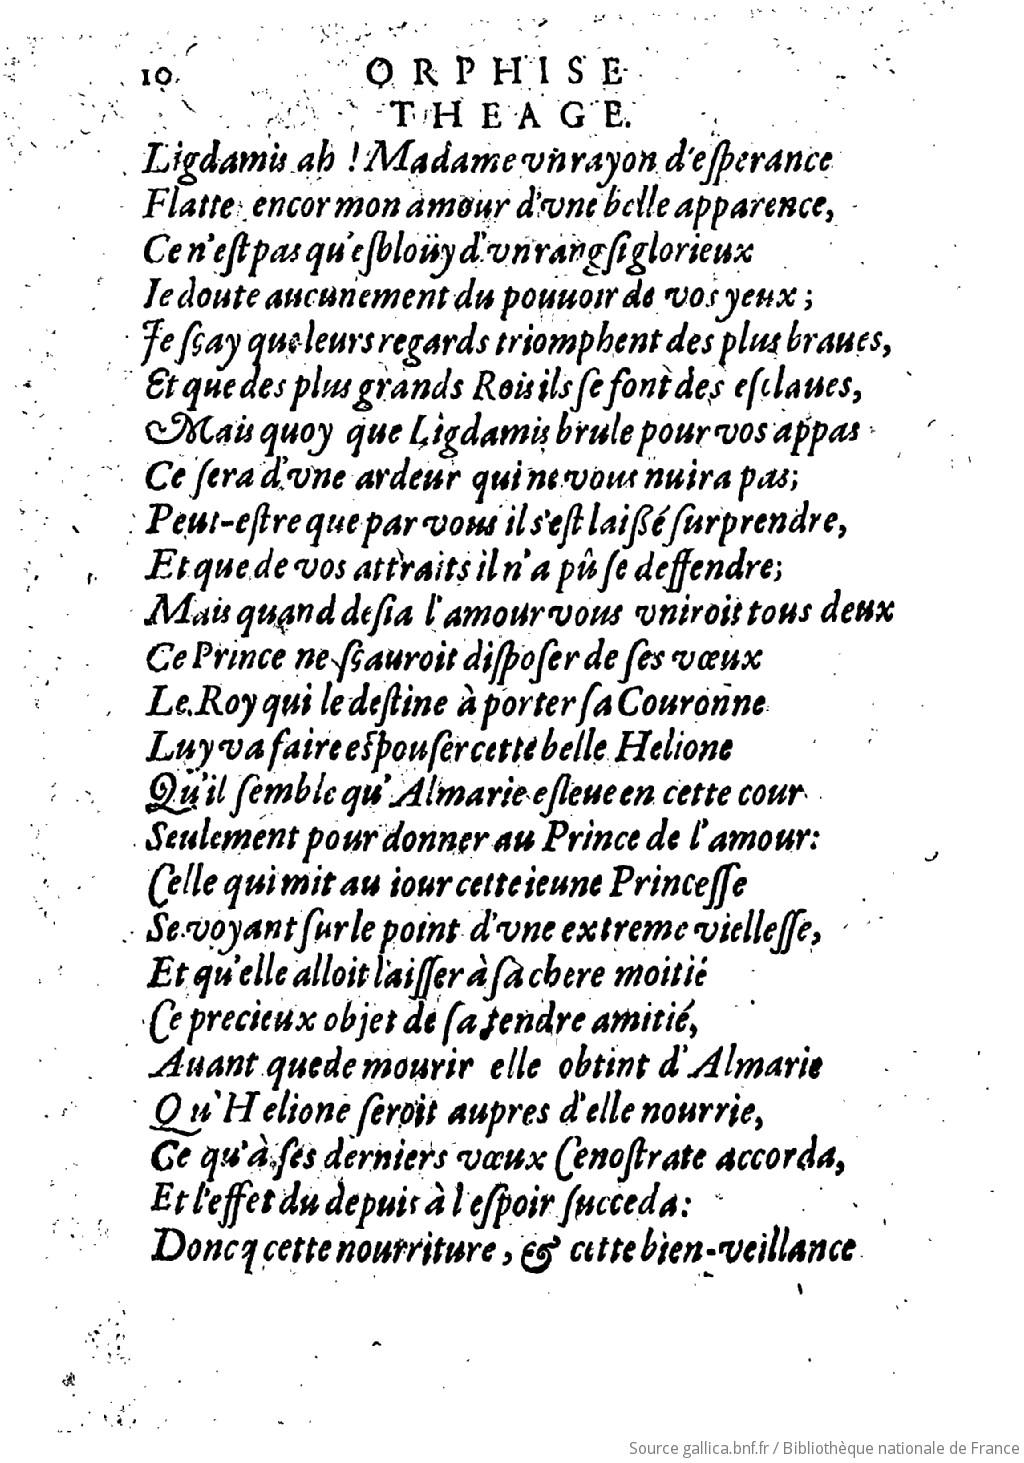 10 ORPHISE
THEAGE.
Ligdamis ah ! Madame vn rayon d'esperance
Flatte encor mon amour d'vne belle apparence,
Ce n'est pas qu'esbloüy d'vn rang si glorieux
Ie doute aucunement du pouuoir de vos yeux ;
Je sçay que leurs regards triomphent des plus braues,
Et que des plus grands Rois ils se font des esclaues,
Mais quoy que Ligdamis brule pour vos appas
Ce sera d'vne ardeur qui ne vous nuira pas;
Peut-estre que par vous il s'est laissé surprendre,
Et que de vos attraits il n'a pû se deffendre;
Mais quand desia l'amour vous vniroit tous deux
Ce Prince ne sçauroit disposer de ses vœux
Le Roy qui le destine à porter sa Couronne
Luy va faire espouser cette belle Helione
Qu'il semble qu'Almarie esleue en cette cour
Seulement pour donner au Prince de l'amour:
Celle qui mit au iour cette ieune Princesse
Se voyant sur le point d'vne extreme viellesse,
Et qu'elle alloit laisser à sa chere moitié
Ce precieux objet de sa tendre amitié,
Auant que de mourir elle obtint d'Almarie
Qu'Helione seroit aupres d'elle nourrie,
Ce qu'à ses derniers vœux Cenostrate accorda,
Et l'effet du depuis à l'espoir succeda:
Doncq cette nourriture, & cette bien-veillance
Source gallica.bnf.fr / Bibliothèque nationale de France